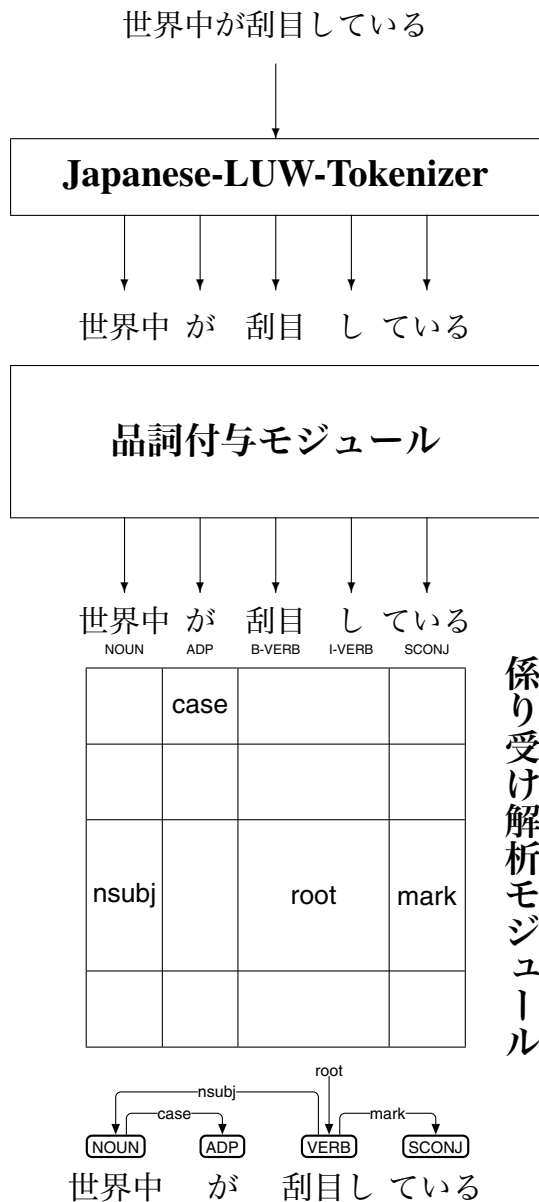 世界中が刮目している
Japanese-LUW-Tokenizer
世界中 が 刮目 し ている
品詞付与モジュール
世界中 が 刮目 し ている
NOUN ADP B-VERB I-VERB SCONJ
case
nsubj root mark
係り受け解析モジュール
root
nsubj
case mark
NOUN ADP VERB SCONJ
世界中 が 刮目し ている